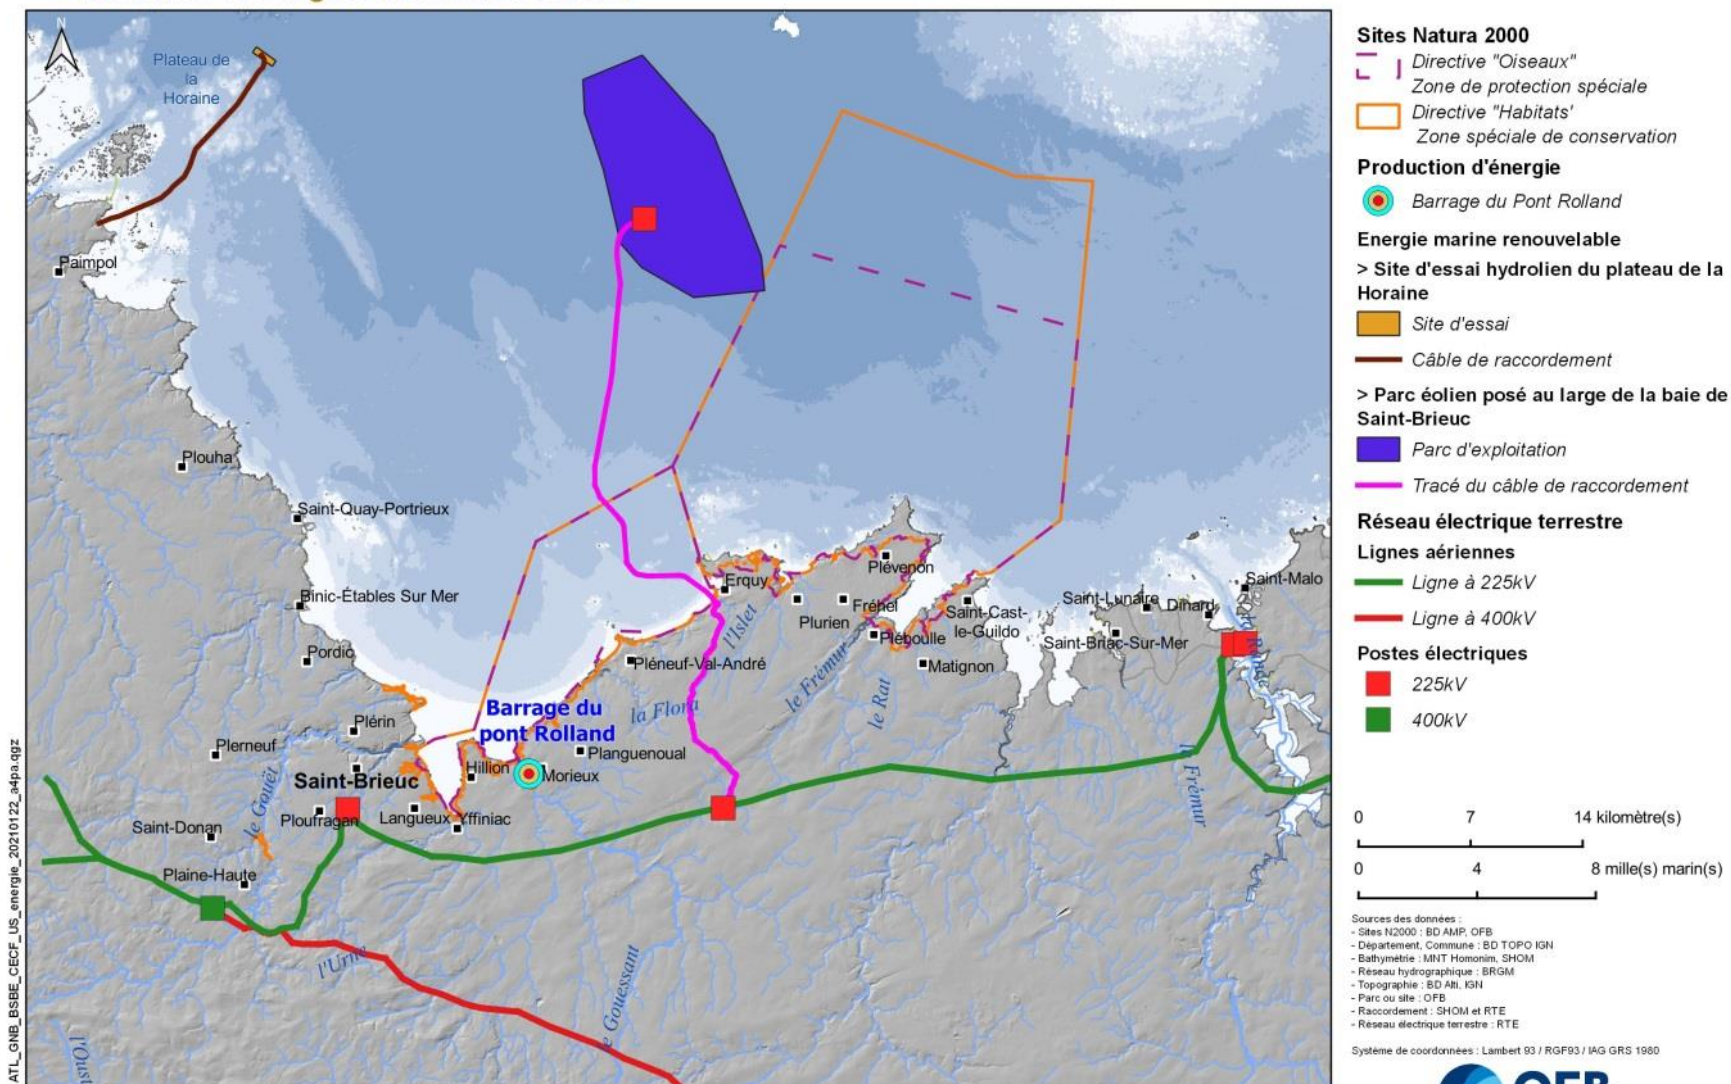 N
Plateau de
la
Horaine
Paimpol
Plouha
Saint-Quay-Portrieux
Binic-Étables Sur Mer
Pordic
Plérin
Plerneuf
Saint-Brieuc
le Gouët
Ploufragan
Langueux
Yffiniac
Saint-Donan
Plaine-Haute
Hillion
Morieux
Barrage du
pont Rolland
Planguenoual
la Flora
Pléneuf-Val-André
Erquy
l'Islet
Plurien
Fréhel
Plévenon
Pléboulle
Matignon
le Frémur
le Rat
Saint-Cast-
le-Guildo
Saint-Lunaire
Dinard
Saint-Malo
Saint-Briac-Sur-Mer
la Rance
l'Urne
ATL_GNB_BSBE_CECF_US_energie_20210122_a4pa.qgz
Sites Natura 2000
Directive "Oiseaux"
Zone de protection spéciale
Directive "Habitats'
Zone spéciale de conservation
Production d'énergie
Barrage du Pont Rolland
Energie marine renouvelable
> Site d'essai hydrolien du plateau de la
Horaine
Site d'essai
Câble de raccordement
> Parc éolien posé au large de la baie de
Saint-Brieuc
Parc d'exploitation
Tracé du câble de raccordement
Réseau électrique terrestre
Lignes aériennes
Ligne à 225kV
Ligne à 400kV
Postes électriques
225kV
400kV
0 7 14 kilomètre(s)
0 4 8 mille(s) marin(s)
Sources des données :
- Sites N2000 : BD AMP, OFB
- Département, Commune : BD TOPO IGN
- Bathymétrie : MNT Homonim, SHOM
- Réseau hydrographique : BRGM
- Topographie : BD Alti, IGN
- Parc ou site : OFB
- Raccordement : SHOM et RTE
- Réseau électrique terrestre : RTE
Système de coordonnées : Lambert 93 / RGF93 / IAG GRS 1980
OFB